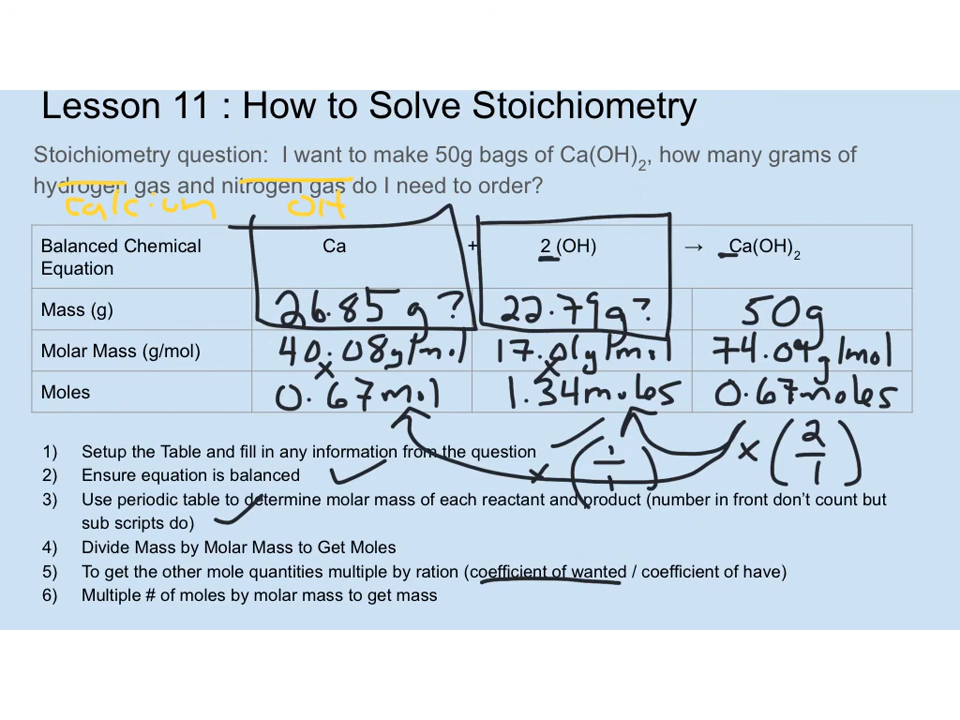 Lesson 11 : How to Solve Stoichiometry
Stoichiometry question: I want to make 50g bags of Ca(OH)2, how many grams of
hydrogen gas and nitrogen gas do I need to order?
calcium OH
Balanced Chemical Equation Ca + 2 (OH) → Ca(OH)2
Mass (g) 26.85g? 22.79g? 50g
Molar Mass (g/mol) 40.08g/mol 17.01g/mol 74.09g/mol
x x
Moles 0.67mol 1.34moles 0.67moles
x (1/1) x (2/1)
1) Setup the Table and fill in any information from the question
2) Ensure equation is balanced
3) Use periodic table to determine molar mass of each reactant and product (number in front don't count but
sub scripts do)
4) Divide Mass by Molar Mass to Get Moles
5) To get the other mole quantities multiple by ration (coefficient of wanted / coefficient of have)
6) Multiple # of moles by molar mass to get mass